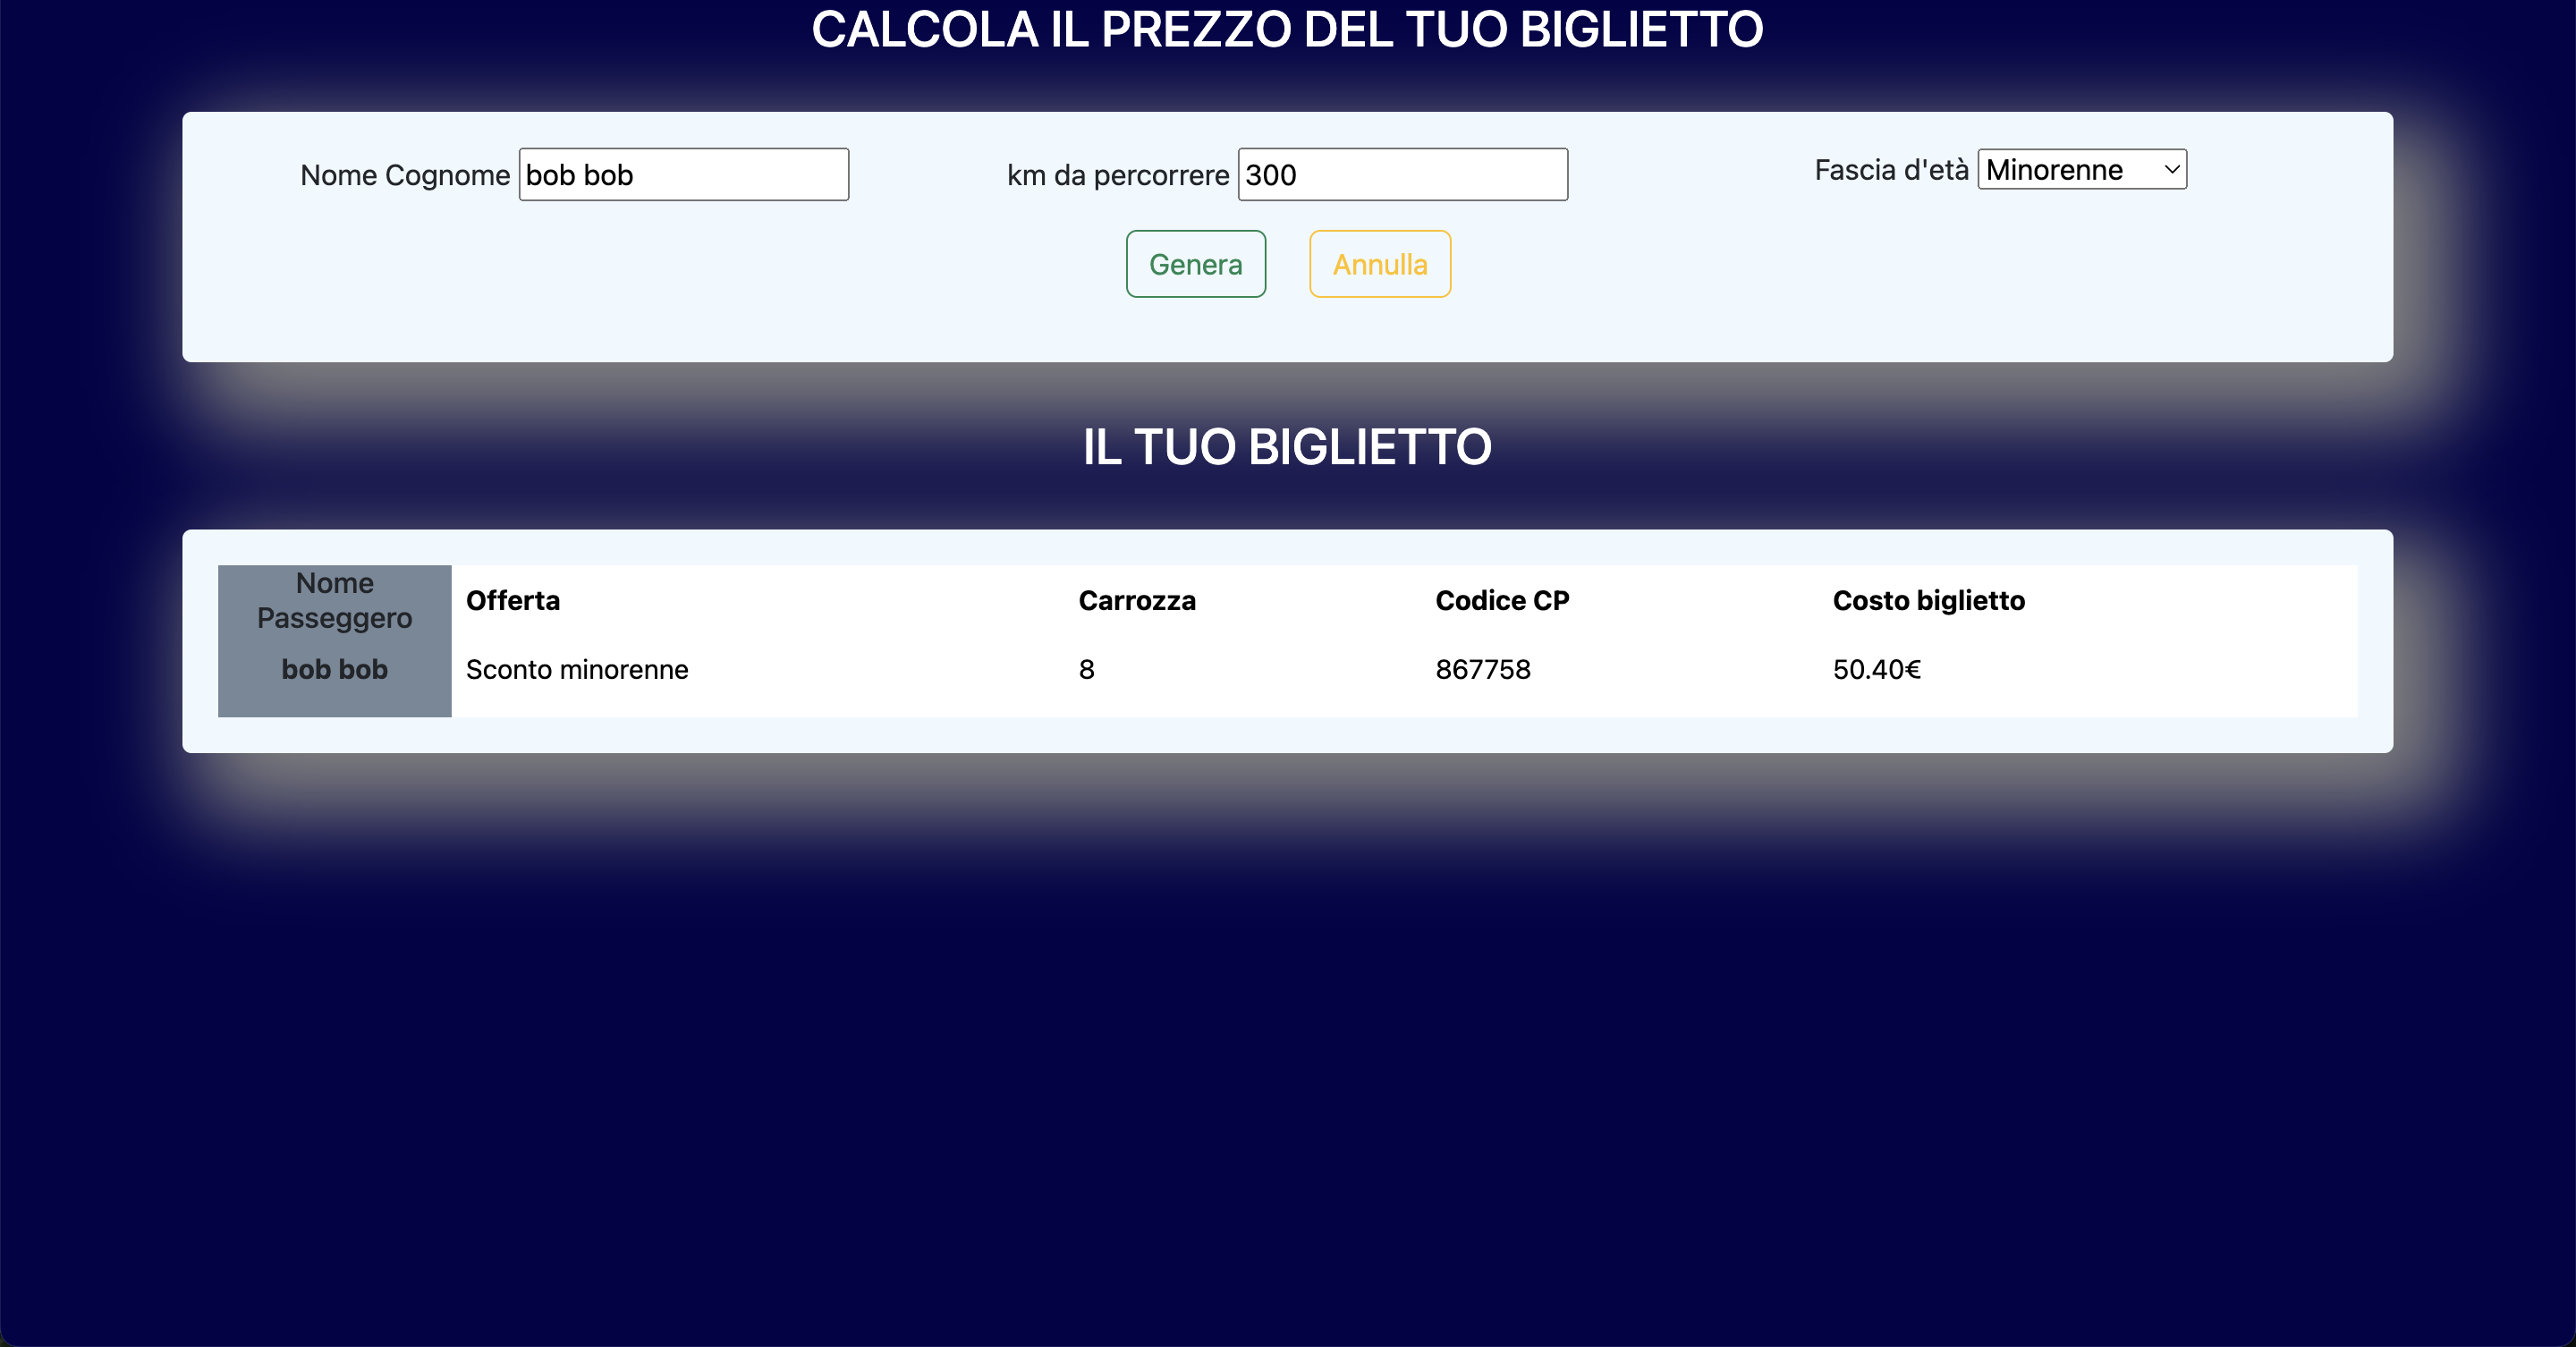 CALCOLA IL PREZZO DEL TUO BIGLIETTO
Nome Cognome bob bob km da percorrere 300 Fascia d'età Minorenne
Genera Annulla
IL TUO BIGLIETTO
Nome
Passeggero
Offerta Carrozza Codice CP Costo biglietto
bob bob Sconto minorenne 8 867758 50.40€